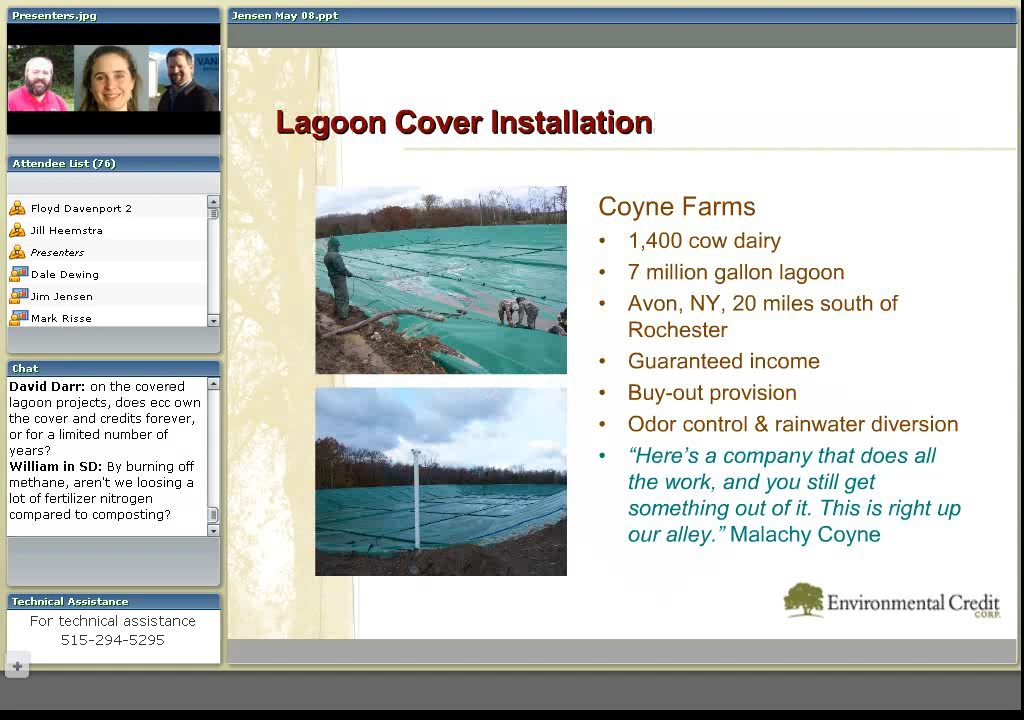 Presenters.jpg
Jensen May 08.ppt
VAN
Attendee List (76)
Floyd Davenport 2
Jill Heemstra
Presenters
Dale Dewing
Jim Jensen
Mark Risse
Chat
David Darr: on the covered
lagoon projects, does ecc own
the cover and credits forever,
or for a limited number of
years?
William in SD: By burning off
methane, aren't we loosing a
lot of fertilizer nitrogen
compared to composting?
Technical Assistance
For technical assistance
515-294-5295
Lagoon Cover Installation
Coyne Farms
• 1,400 cow dairy
• 7 million gallon lagoon
• Avon, NY, 20 miles south of
Rochester
• Guaranteed income
• Buy-out provision
• Odor control & rainwater diversion
• “Here’s a company that does all
the work, and you still get
something out of it. This is right up
our alley.” Malachy Coyne
Environmental Credit
CORP.